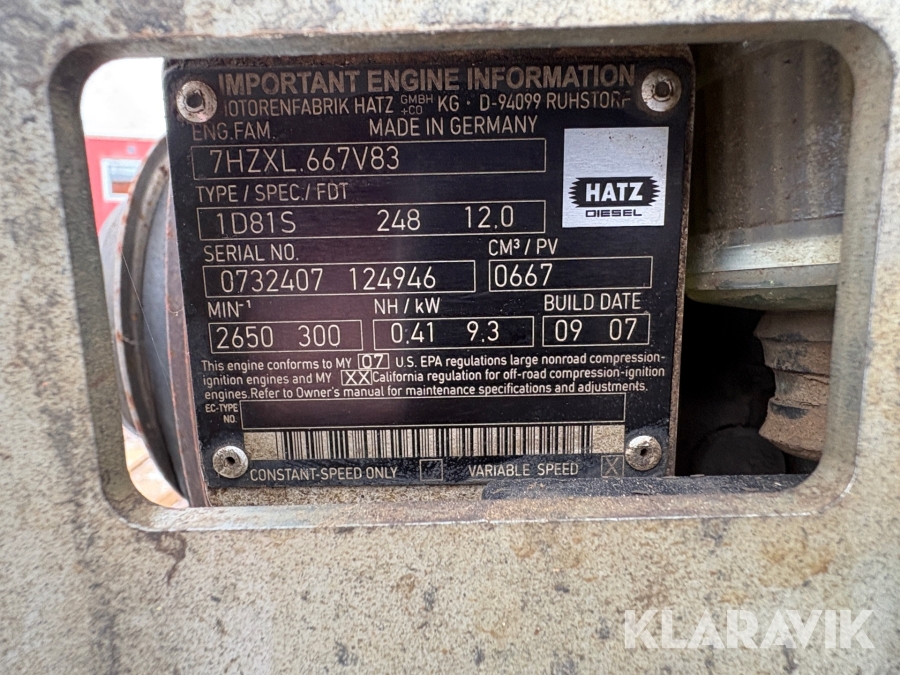 IMPORTANT ENGINE INFORMATION
MOTORENFABRIK HATZ GMBH +CO KG · D-94099 RUHSTORF
ENG.FAM. MADE IN GERMANY
7HZXL.667V83
HATZ
DIESEL
TYPE / SPEC./ FDT
1D81S 248 12.0
SERIAL NO. CM³ / PV
0732407 124946 0667
MIN-¹ NH / kW BUILD DATE
2650 300 0.41 9.3 09 07
This engine conforms to MY 07 U.S. EPA regulations large nonroad compression-
ignition engines and MY XX California regulation for off-road compression-ignition
engines.Refer to Owner's manual for maintenance specifications and adjustments.
EC-TYPE
NO.
CONSTANT-SPEED ONLY VARIABLE SPEED X
KLARAVIK